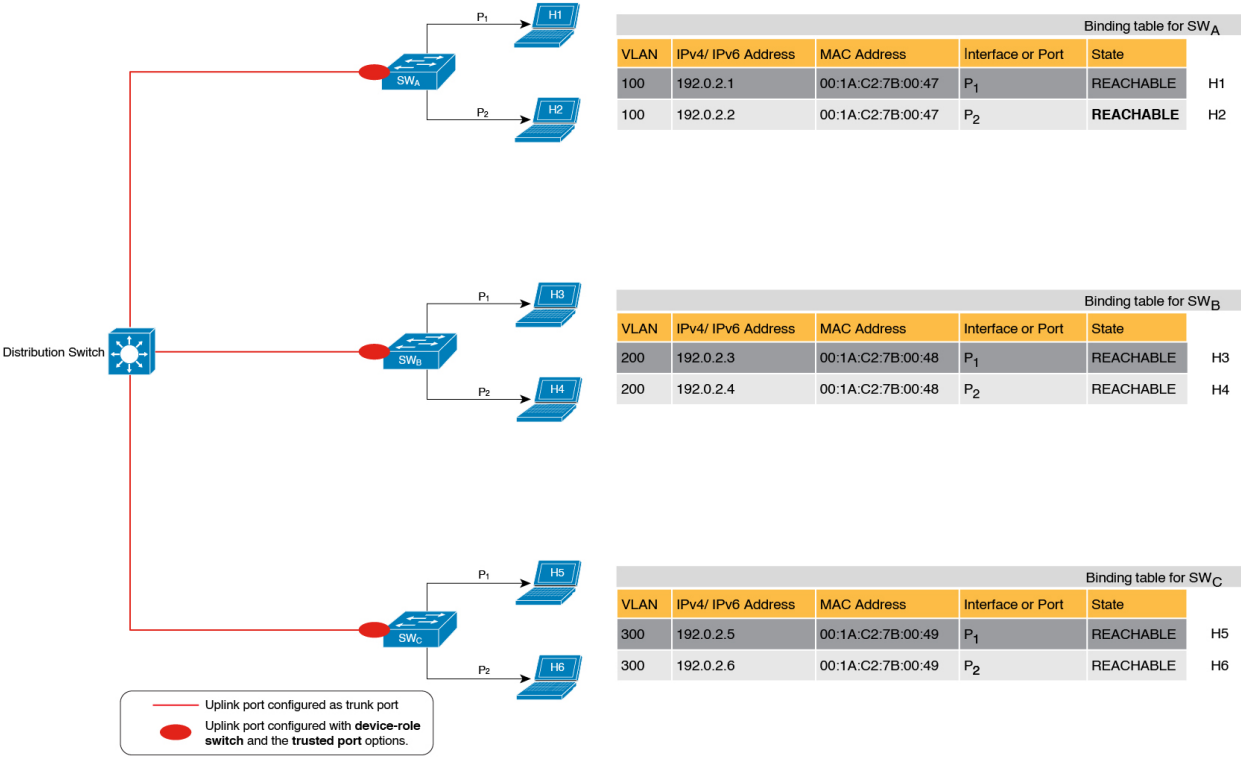 P1
H1
SWA
P2
H2
Binding table for SWA
VLAN IPv4/ IPv6 Address MAC Address Interface or Port State
100 192.0.2.1 00:1A:C2:7B:00:47 P1 REACHABLE H1
100 192.0.2.2 00:1A:C2:7B:00:47 P2 REACHABLE H2
Distribution Switch
P1
H3
SWB
P2
H4
Binding table for SWB
VLAN IPv4/ IPv6 Address MAC Address Interface or Port State
200 192.0.2.3 00:1A:C2:7B:00:48 P1 REACHABLE H3
200 192.0.2.4 00:1A:C2:7B:00:48 P2 REACHABLE H4
P1
H5
SWC
P2
H6
Binding table for SWC
VLAN IPv4/ IPv6 Address MAC Address Interface or Port State
300 192.0.2.5 00:1A:C2:7B:00:49 P1 REACHABLE H5
300 192.0.2.6 00:1A:C2:7B:00:49 P2 REACHABLE H6
Uplink port configured as trunk port
Uplink port configured with device-role
switch and the trusted port options.